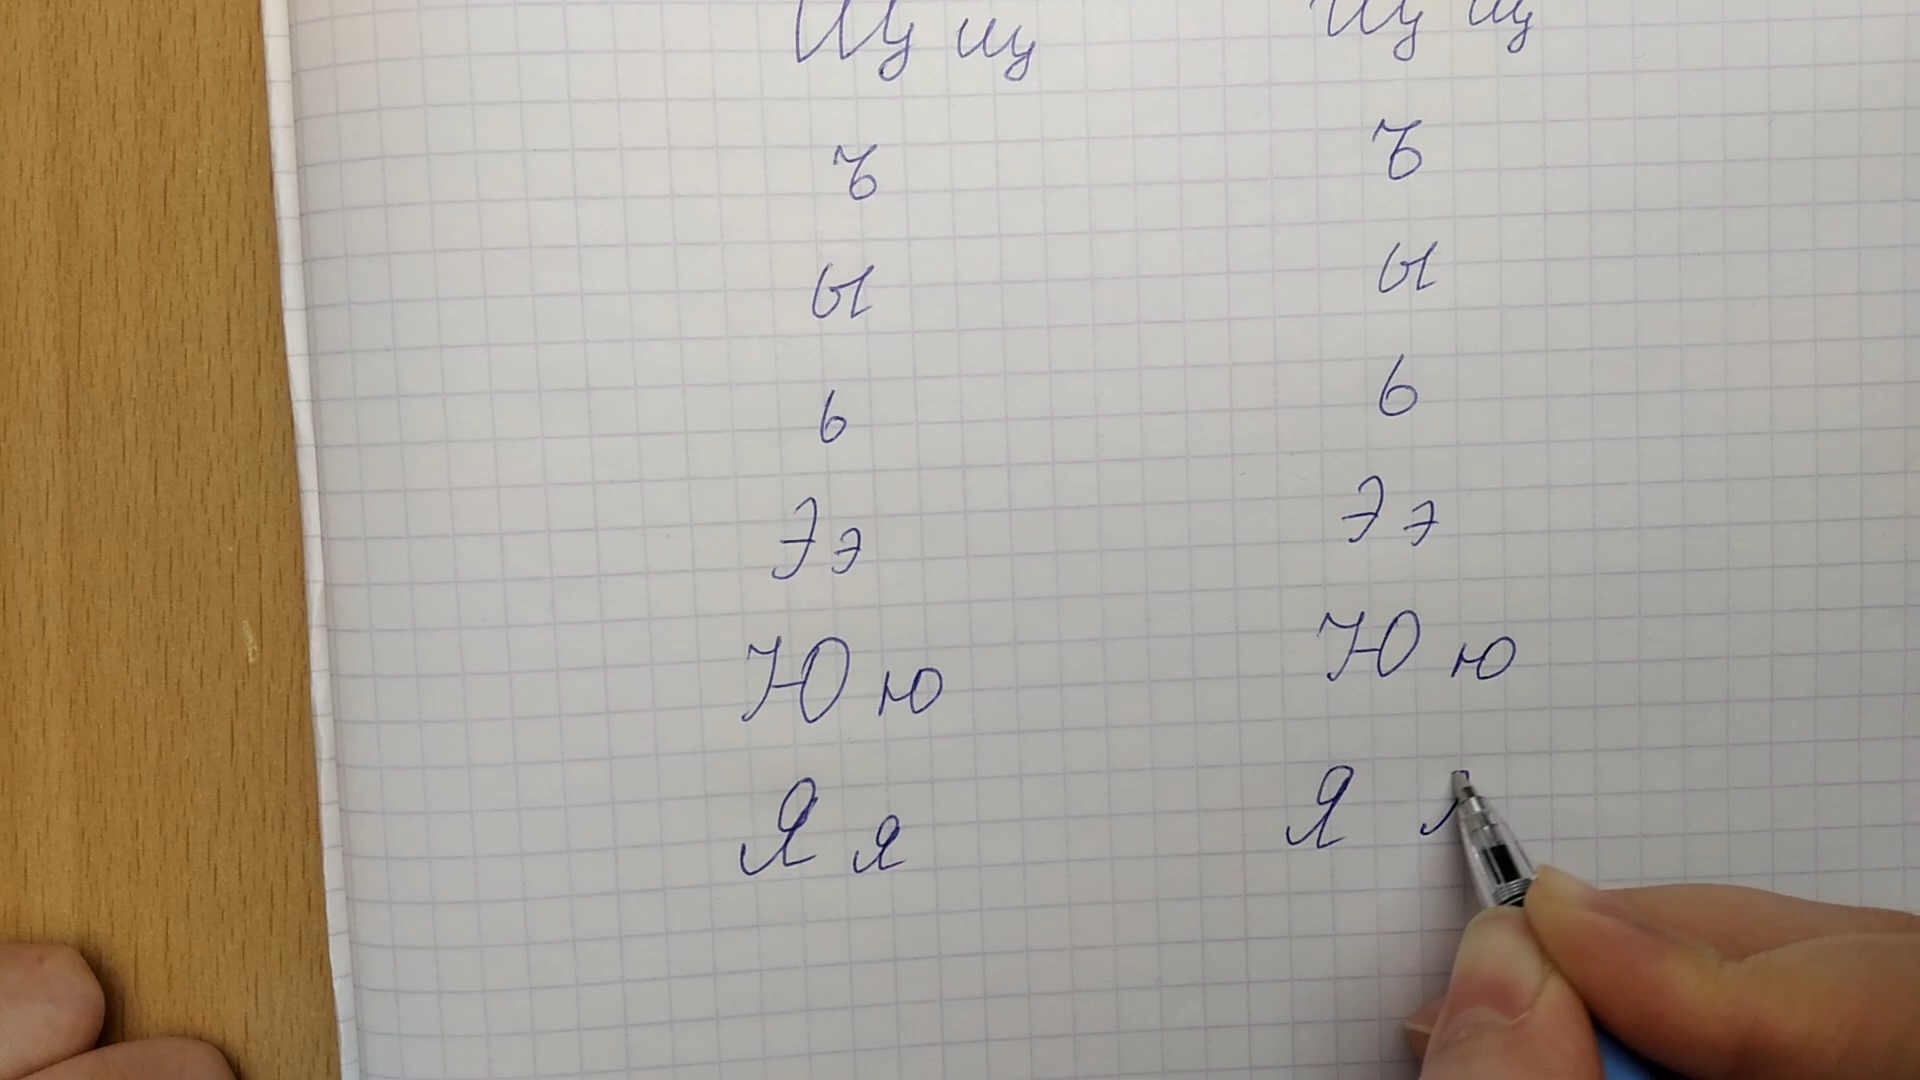 Щ щ Щ щ
ъ ъ
ы ы
ь ь
Э э Э э
Ю ю Ю ю
Я я Я